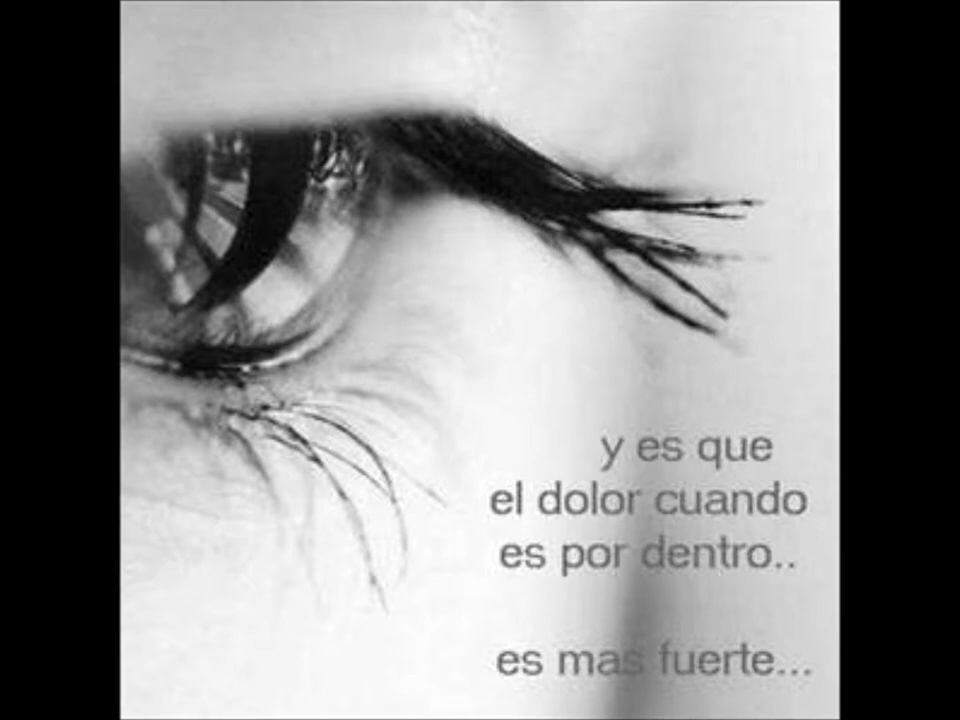 y es que
el dolor cuando
es por dentro..
es mas fuerte...